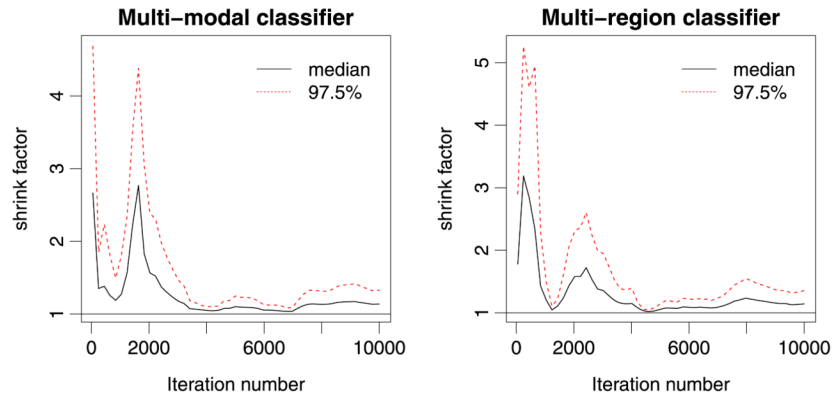 Multi−modal classifier
median
97.5%
shrink factor
4
3
2
1
0
2000
6000
10000
Iteration number
Multi−region classifier
median
97.5%
shrink factor
5
4
3
2
1
0
2000
6000
10000
Iteration number